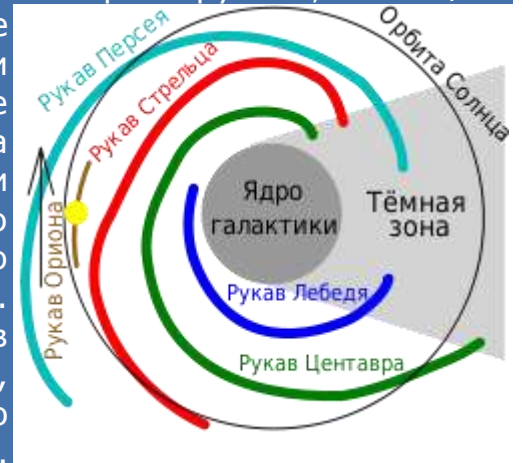 Рукав Персея
Орбита Солнца
Рукав Стрельца
Ядро
галактики
Тёмная
зона
Рукав Ориона
Рукав Лебедя
Рукав Центавра